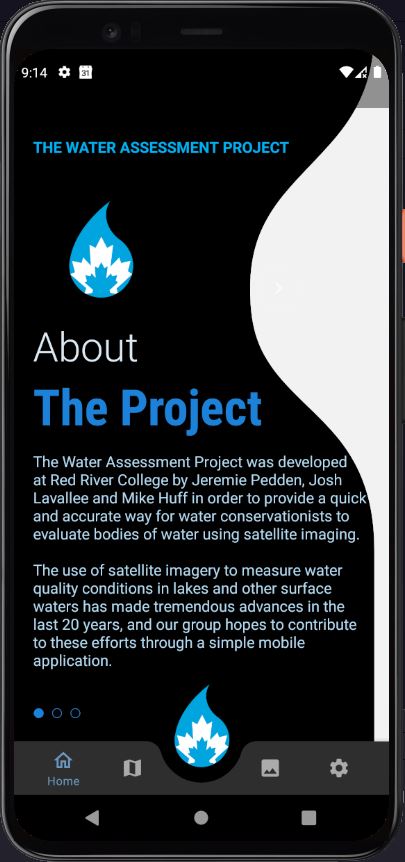 9:14
31
THE WATER ASSESSMENT PROJECT
About
The Project
The Water Assessment Project was developed
at Red River College by Jeremie Pedden, Josh
Lavallee and Mike Huff in order to provide a quick
and accurate way for water conservationists to
evaluate bodies of water using satellite imaging.
The use of satellite imagery to measure water
quality conditions in lakes and other surface
waters has made tremendous advances in the
last 20 years, and our group hopes to contribute
to these efforts through a simple mobile
application.
Home